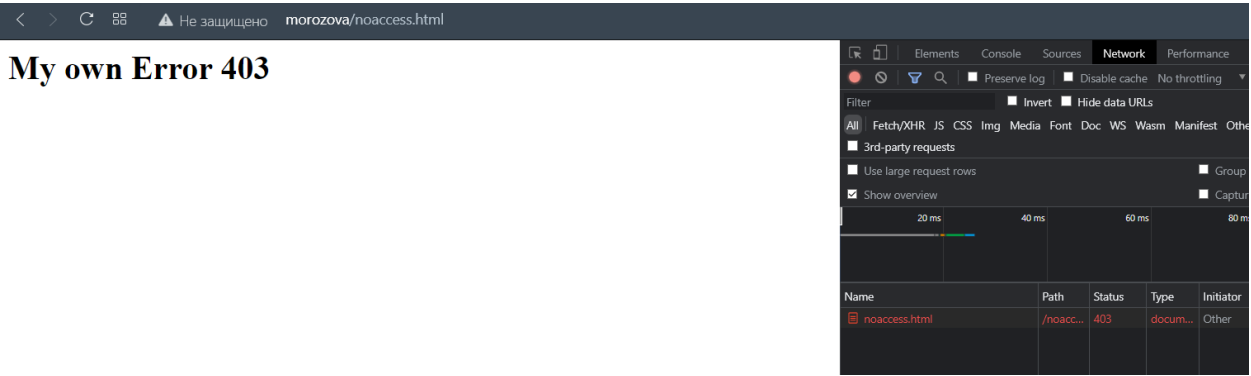 Не защищено morozova/noaccess.html
My own Error 403
Elements Console Sources Network Performance
Preserve log Disable cache No throttling
Filter Invert Hide data URLs
All Fetch/XHR JS CSS Img Media Font Doc WS Wasm Manifest Othe
3rd-party requests
Use large request rows Group
Show overview Captur
20 ms 40 ms 60 ms 80 ms
Name Path Status Type Initiator
noaccess.html /noacc... 403 docum... Other